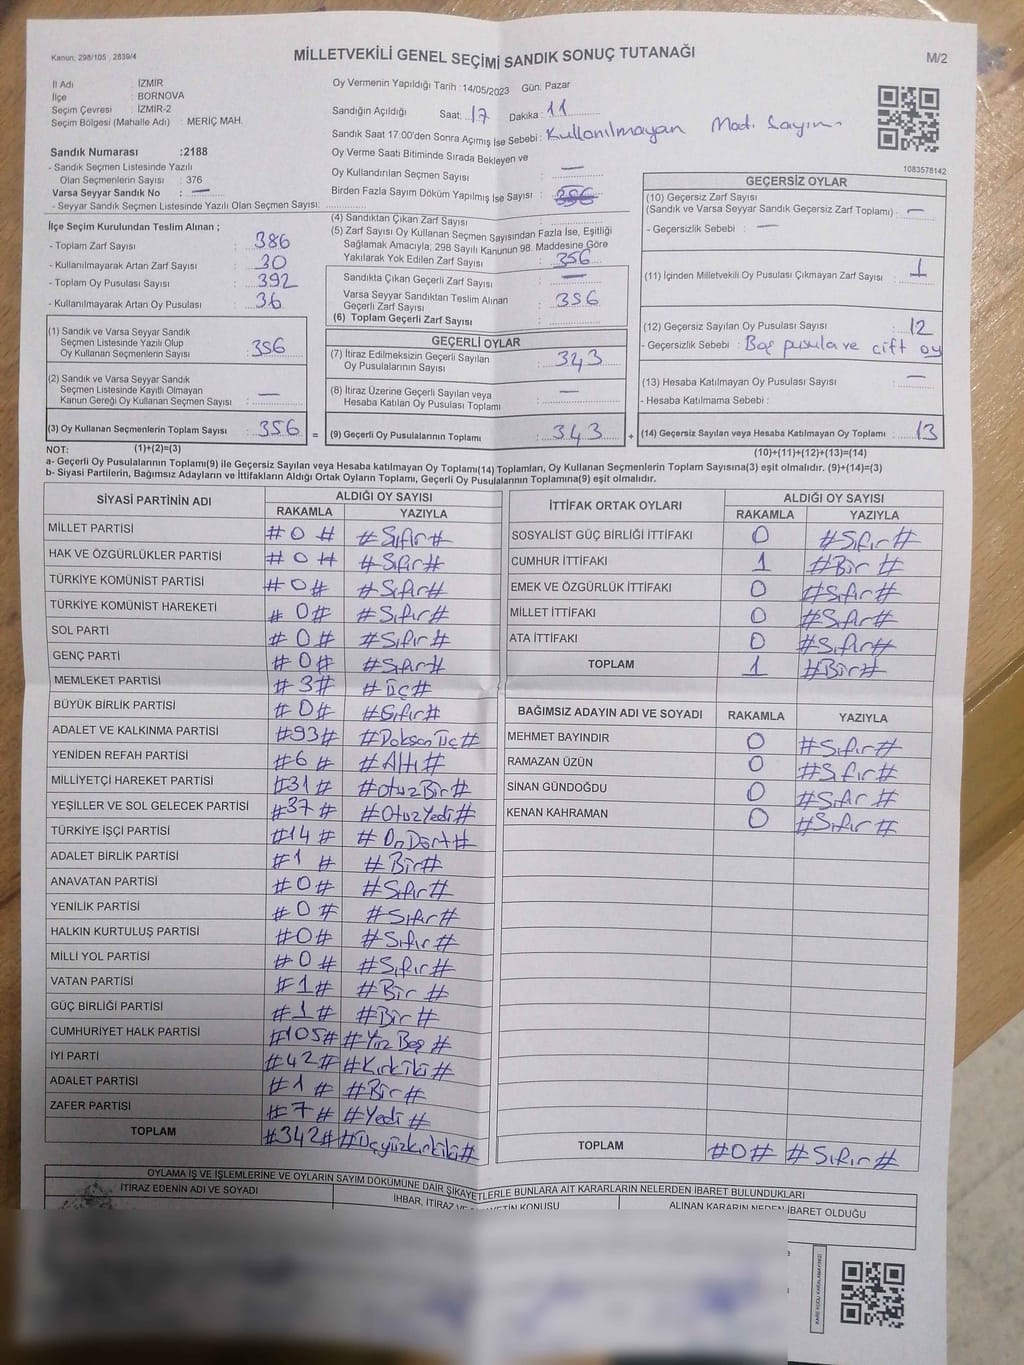 Kanun, 298/105 , 2839/4
MİLLETVEKİLİ GENEL SEÇİMİ SANDIK SONUÇ TUTANAĞI
M/2
İl Adı : İZMİR
İlçe : BORNOVA
Seçim Çevresi : İZMİR-2
Seçim Bölgesi (Mahalle Adı) : MERİÇ MAH.
Oy Vermenin Yapıldığı Tarih : 14/05/2023 Gün: Pazar
Sandığın Açıldığı Saat: 17 Dakika : 11
Sandık Saat 17:00'den Sonra Açımış İse Sebebi : Kullanılmayan Mat. Sayımı
1083578142
Sandık Numarası :2188
- Sandık Seçmen Listesinde Yazılı
Olan Seçmenlerin Sayısı : 376
Varsa Seyyar Sandık No : —
- Seyyar Sandık Seçmen Listesinde Yazılı Olan Seçmen Sayısı:
Oy Verme Saati Bitiminde Sırada Bekleyen ve
Oy Kullandırılan Seçmen Sayısı : —
Birden Fazla Sayım Döküm Yapılmış İse Sayısı : 356
İlçe Seçim Kurulundan Teslim Alınan ;
- Toplam Zarf Sayısı : 386
- Kullanılmayarak Artan Zarf Sayısı : 30
- Toplam Oy Pusulası Sayısı : 392
- Kullanılmayarak Artan Oy Pusulası : 36
(4) Sandıktan Çıkan Zarf Sayısı
(5) Zarf Sayısı Oy Kullanan Seçmen Sayısından Fazla İse, Eşitliği
Sağlamak Amacıyla, 298 Sayılı Kanunun 98. Maddesine Göre
Yakılarak Yok Edilen Zarf Sayısı : 356
Sandıkta Çıkan Geçerli Zarf Sayısı : —
Varsa Seyyar Sandıktan Teslim Alınan
Geçerli Zarf Sayısı : 356
(6) Toplam Geçerli Zarf Sayısı :
GEÇERSİZ OYLAR
(10) Geçersiz Zarf Sayısı
(Sandık ve Varsa Seyyar Sandık Geçersiz Zarf Toplamı) : —
- Geçersizlik Sebebi : —
(11) İçinden Milletvekili Oy Pusulası Çıkmayan Zarf Sayısı : 1
(12) Geçersiz Sayılan Oy Pusulası Sayısı : 12
- Geçersizlik Sebebi : Boş pusula ve çift oy
(13) Hesaba Katılmayan Oy Pusulası Sayısı : —
- Hesaba Katılmama Sebebi :
(14) Geçersiz Sayılan veya Hesaba Katılmayan Oy Toplamı : 13
(10)+(11)+(12)+(13)=(14)
(1) Sandık ve Varsa Seyyar Sandık
Seçmen Listesinde Yazılı Olup
Oy Kullanan Seçmenlerin Sayısı : 356
(2) Sandık ve Varsa Seyyar Sandık
Seçmen Listesinde Kayıtlı Olmayan
Kanun Gereği Oy Kullanan Seçmen Sayısı : —
(3) Oy Kullanan Seçmenlerin Toplam Sayısı : 356 =
GEÇERLİ OYLAR
(7) İtiraz Edilmeksizin Geçerli Sayılan
Oy Pusulalarının Sayısı : 343
(8) İtiraz Üzerine Geçerli Sayılan veya
Hesaba Katılan Oy Pusulası Toplamı : —
(9) Geçerli Oy Pusulalarının Toplamı : 343 +
NOT: (1)+(2)=(3)
a- Geçerli Oy Pusulalarının Toplamı(9) ile Geçersiz Sayılan veya Hesaba katılmayan Oy Toplamı(14) Toplamları, Oy Kullanan Seçmenlerin Toplam Sayısına(3) eşit olmalıdır. (9)+(14)=(3)
b- Siyasi Partilerin, Bağımsız Adayların ve İttifakların Aldığı Ortak Oyların Toplamı, Geçerli Oy Pusulalarının Toplamına(9) eşit olmalıdır.
SİYASİ PARTİNİN ADI ALDIĞI OY SAYISI
RAKAMLA YAZIYLA
MİLLET PARTİSİ #0# #Sıfır#
HAK VE ÖZGÜRLÜKLER PARTİSİ #0# #Sıfır#
TÜRKİYE KOMÜNİST PARTİSİ #0# #Sıfır#
TÜRKİYE KOMÜNİST HAREKETİ #0# #Sıfır#
SOL PARTİ #0# #Sıfır#
GENÇ PARTİ #0# #Sıfır#
MEMLEKET PARTİSİ #3# #Üç#
BÜYÜK BİRLİK PARTİSİ #0# #Sıfır#
ADALET VE KALKINMA PARTİSİ #93# #Doksan Üç#
YENİDEN REFAH PARTİSİ #6# #Altı#
MİLLİYETÇİ HAREKET PARTİSİ #31# #OtuzBir#
YEŞİLLER VE SOL GELECEK PARTİSİ #37# #OtuzYedi#
TÜRKİYE İŞÇİ PARTİSİ #14# #OnDört#
ADALET BİRLİK PARTİSİ #1# #Bir#
ANAVATAN PARTİSİ #0# #Sıfır#
YENİLİK PARTİSİ #0# #Sıfır#
HALKIN KURTULUŞ PARTİSİ #0# #Sıfır#
MİLLİ YOL PARTİSİ #0# #Sıfır#
VATAN PARTİSİ #1# #Bir#
GÜÇ BİRLİĞİ PARTİSİ #1# #Bir#
CUMHURİYET HALK PARTİSİ #105# #Yüz Beş#
İYİ PARTİ #42# #Kırkiki#
ADALET PARTİSİ #1# #Bir#
ZAFER PARTİSİ #7# #Yedi#
TOPLAM #342# #Üçyüzkırkiki#
İTTİFAK ORTAK OYLARI ALDIĞI OY SAYISI
RAKAMLA YAZIYLA
SOSYALİST GÜÇ BİRLİĞİ İTTİFAKI 0 #Sıfır#
CUMHUR İTTİFAKI 1 #Bir#
EMEK VE ÖZGÜRLÜK İTTİFAKI 0 #Sıfır#
MİLLET İTTİFAKI 0 #Sıfır#
ATA İTTİFAKI 0 #Sıfır#
TOPLAM 1 #Bir#
BAĞIMSIZ ADAYIN ADI VE SOYADI RAKAMLA YAZIYLA
MEHMET BAYINDIR 0 #Sıfır#
RAMAZAN ÜZÜN 0 #Sıfır#
SİNAN GÜNDOĞDU 0 #Sıfır#
KENAN KAHRAMAN 0 #Sıfır#
TOPLAM #0# #Sıfır#
OYLAMA İŞ VE İŞLEMLERİNE VE OYLARIN SAYIM DÖKÜMÜNE DAİR ŞİKAYETLERLE BUNLARA AİT KARARLARIN NELERDEN İBARET BULUNDUKLARI
İTİRAZ EDENİN ADI VE SOYADI
İHBAR, İTİRAZ KONUSU
ALINAN KARARIN NEDEN İBARET OLDUĞU